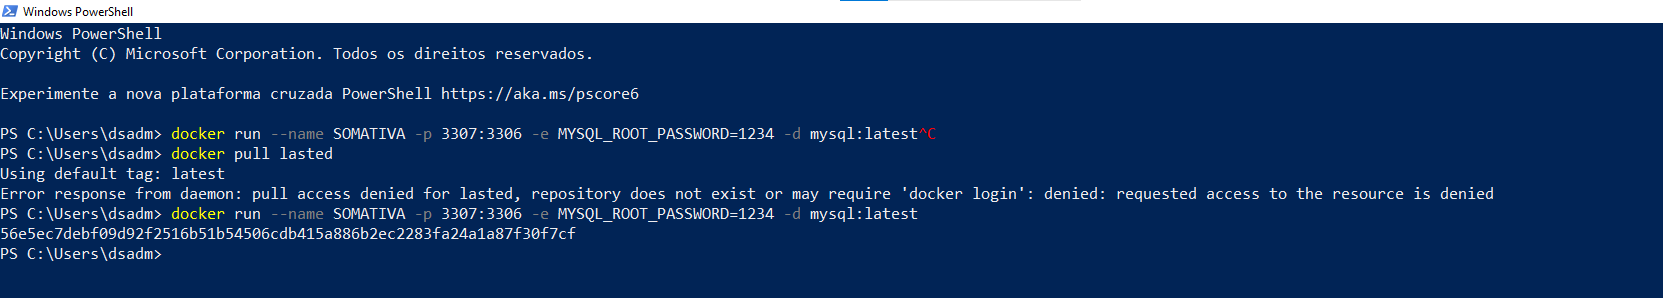 Windows PowerShell
Windows PowerShell
Copyright (C) Microsoft Corporation. Todos os direitos reservados.
Experimente a nova plataforma cruzada PowerShell https://aka.ms/pscore6
PS C:\Users\dsadm> docker run --name SOMATIVA -p 3307:3306 -e MYSQL_ROOT_PASSWORD=1234 -d mysql:latest^C
PS C:\Users\dsadm> docker pull lasted
Using default tag: latest
Error response from daemon: pull access denied for lasted, repository does not exist or may require 'docker login': denied: requested access to the resource is denied
PS C:\Users\dsadm> docker run --name SOMATIVA -p 3307:3306 -e MYSQL_ROOT_PASSWORD=1234 -d mysql:latest
56e5ec7debf09d92f2516b51b54506cdb415a886b2ec2283fa24a1a87f30f7cf
PS C:\Users\dsadm>